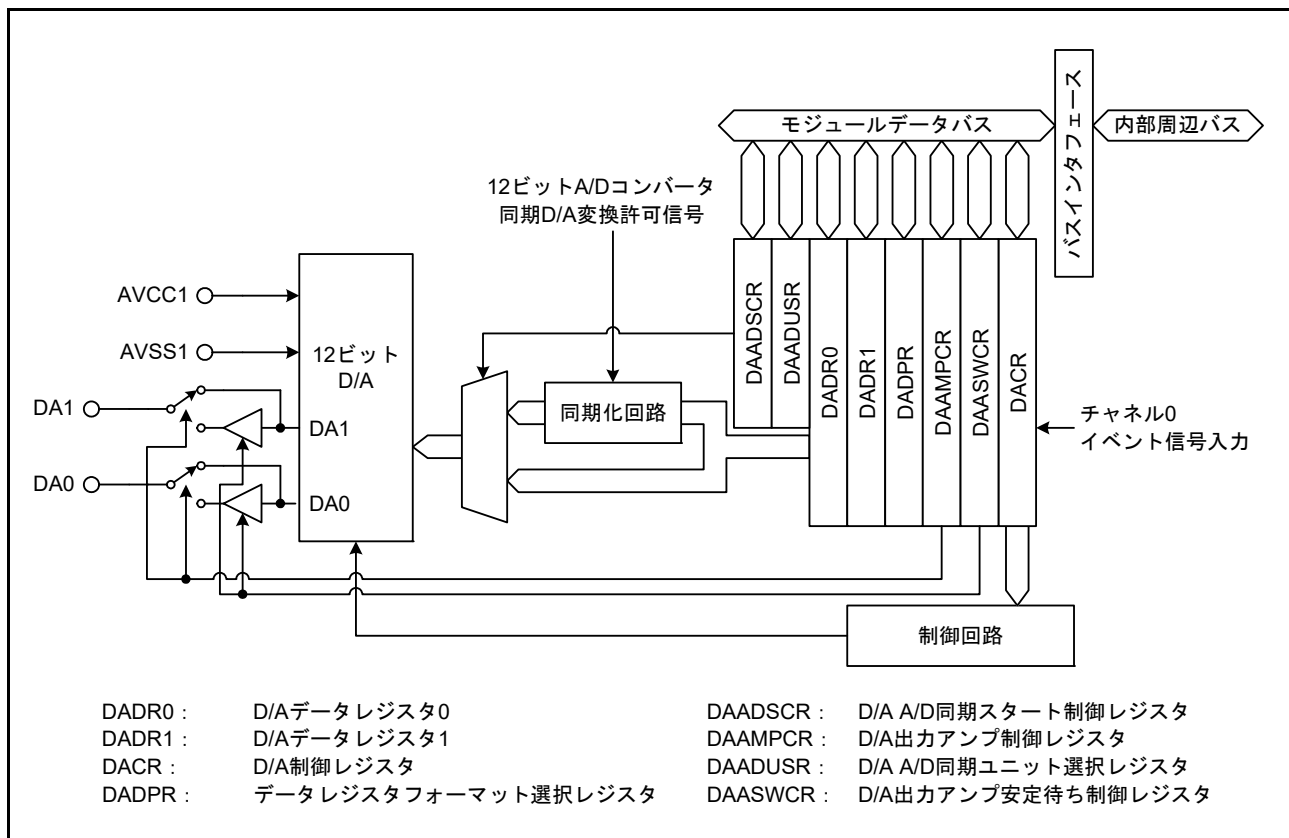 モジュールデータバス
バスインタフェース
内部周辺バス
12ビットA/Dコンバータ
同期D/A変換許可信号
AVCC1
AVSS1
12ビット
D/A
DAADSCR
DAADUSR
DADR0
DADR1
DADPR
DAAMPCR
DAASWCR
DACR
DA1
DA1
同期化回路
チャネル0
イベント信号入力
DA0
DA0
制御回路
DADR0： D/Aデータレジスタ0
DADR1： D/Aデータレジスタ1
DACR： D/A制御レジスタ
DADPR： データレジスタフォーマット選択レジスタ
DAADSCR： D/A A/D同期スタート制御レジスタ
DAAMPCR： D/A出力アンプ制御レジスタ
DAADUSR： D/A A/D同期ユニット選択レジスタ
DAASWCR： D/A出力アンプ安定待ち制御レジスタ